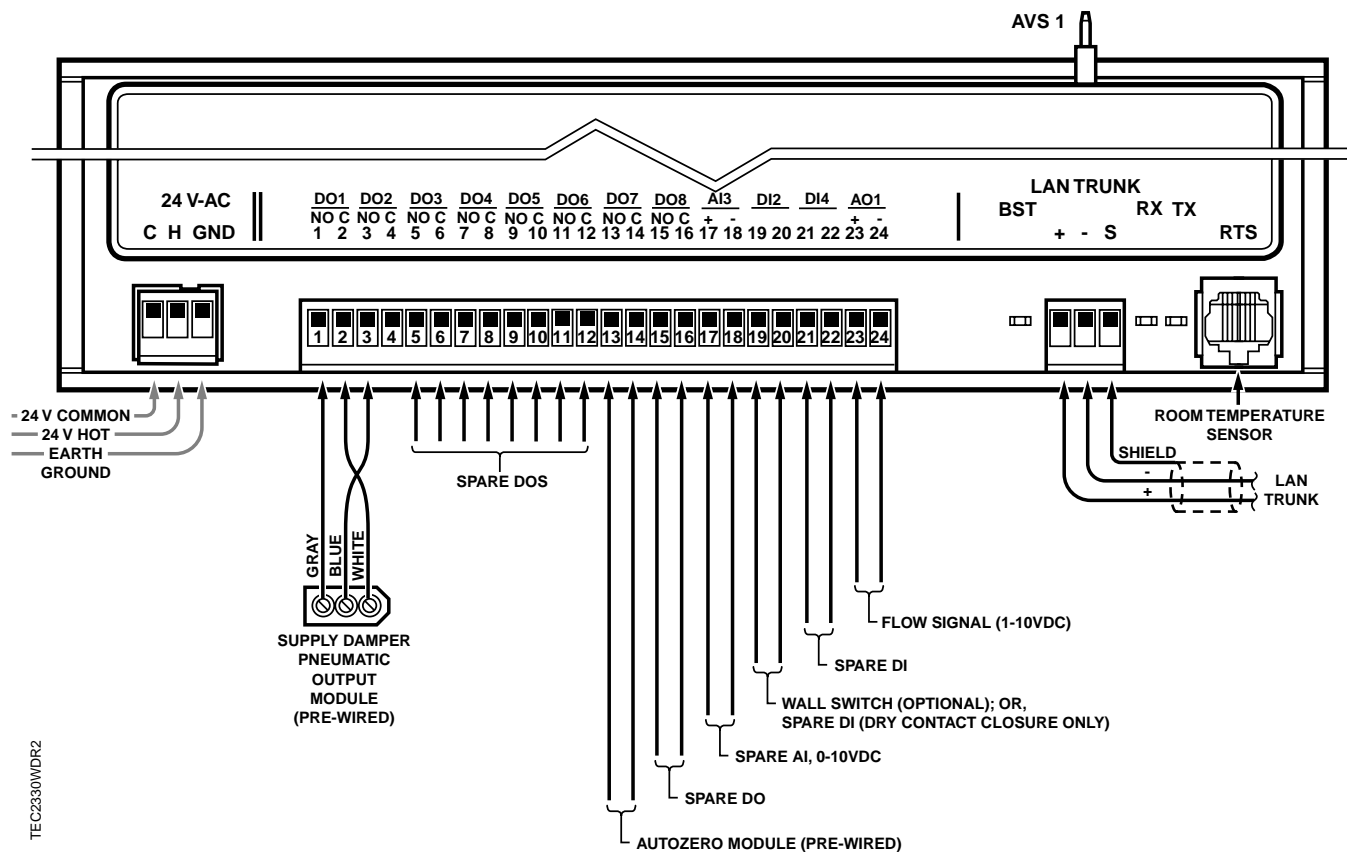 AVS 1
24 V-AC
C H GND
DO1 DO2 DO3 DO4 DO5 DO6 DO7 DO8 AI3 DI2 DI4 AO1
NO C NO C NO C NO C NO C NO C NO C NO C + - + -
1 2 3 4 5 6 7 8 9 10 11 12 13 14 15 16 17 18 19 20 21 22 23 24
LAN TRUNK
BST RX TX
+ - S RTS
1 2 3 4 5 6 7 8 9 10 11 12 13 14 15 16 17 18 19 20 21 22 23 24
24 V COMMON
24 V HOT
EARTH
GROUND
GRAY
BLUE
WHITE
SUPPLY DAMPER
PNEUMATIC
OUTPUT
MODULE
(PRE-WIRED)
SPARE DOS
ROOM TEMPERATURE
SENSOR
SHIELD
-
+
LAN
TRUNK
FLOW SIGNAL (1-10VDC)
SPARE DI
WALL SWITCH (OPTIONAL); OR,
SPARE DI (DRY CONTACT CLOSURE ONLY)
SPARE AI, 0-10VDC
SPARE DO
AUTOZERO MODULE (PRE-WIRED)
TEC2330WDR2